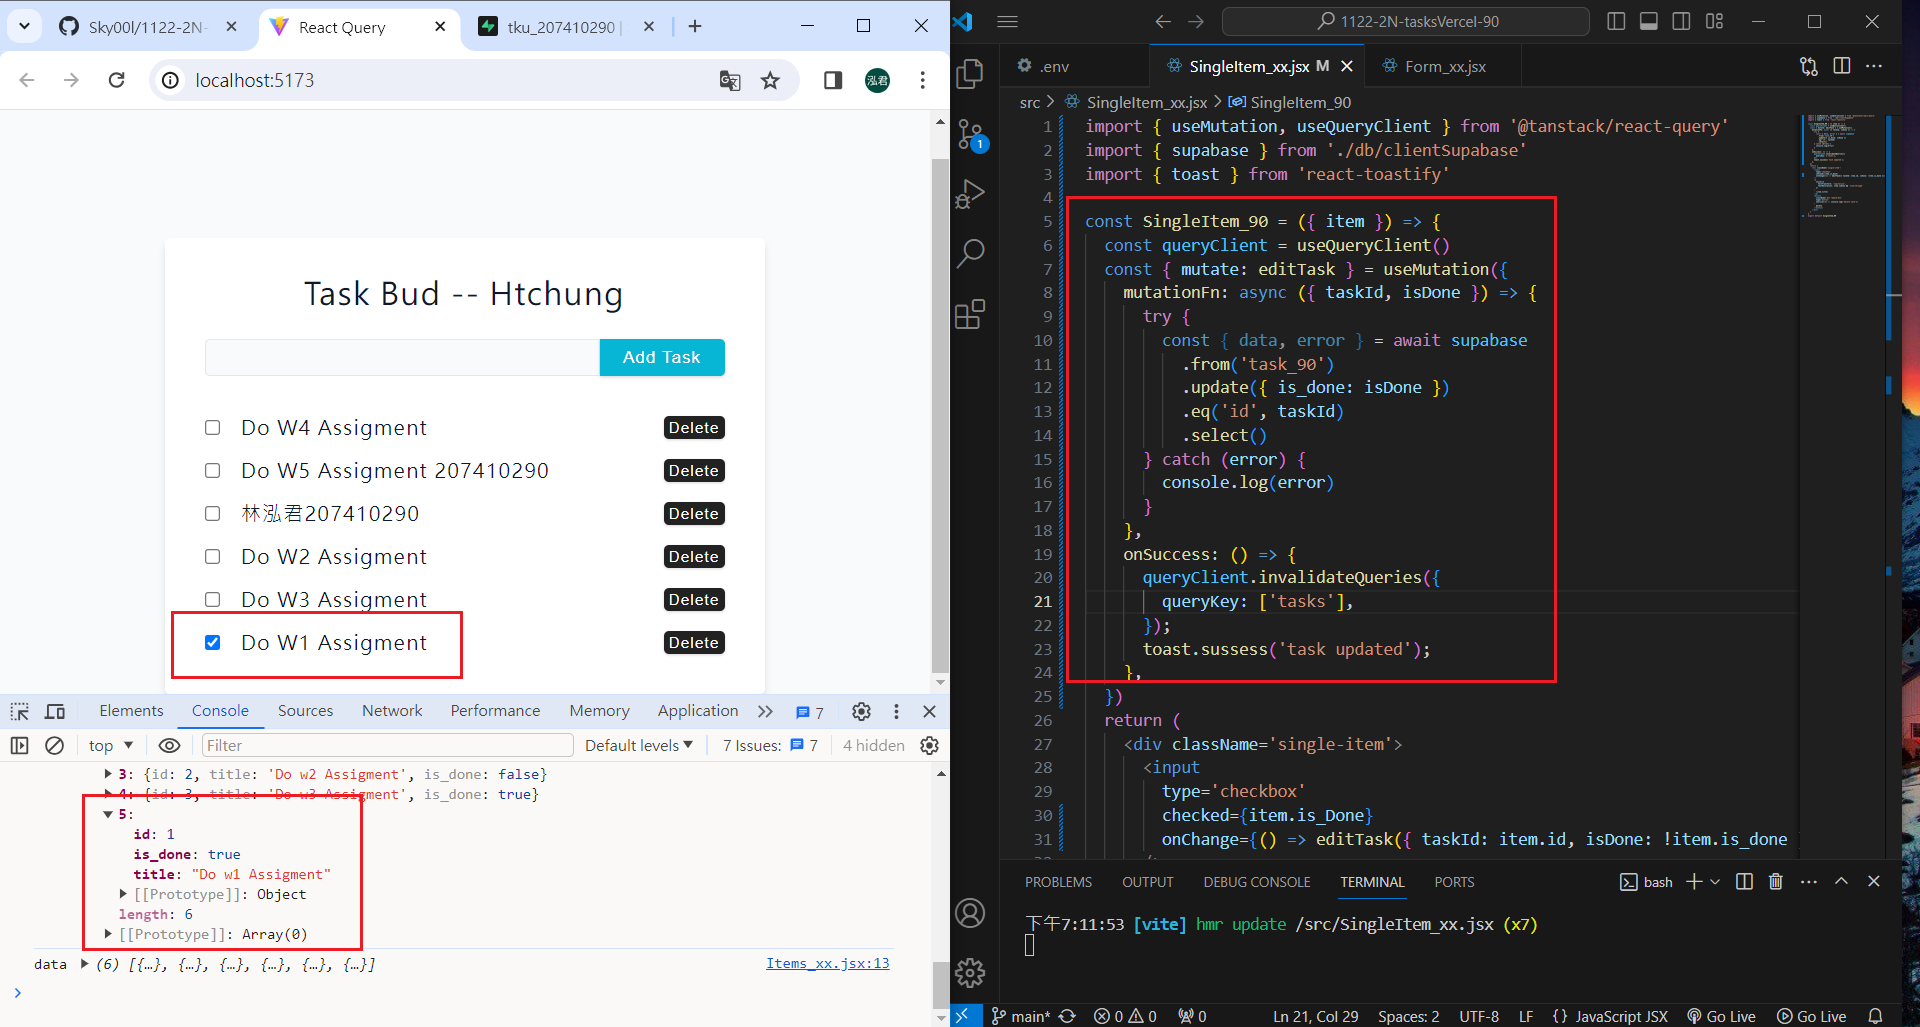 Sky00l/1122-2N-
React Query
tku_207410290 |
localhost:5173
泓君
Task Bud -- Htchung
Add Task
Do W4 Assigment
Delete
Do W5 Assigment 207410290
Delete
林泓君207410290
Delete
Do W2 Assigment
Delete
Do W3 Assigment
Delete
Do W1 Assigment
Delete
Elements Console Sources Network Performance Memory Application 7
top Filter Default levels 7 Issues: 7 4 hidden
3: {id: 2, title: 'Do w2 Assigment', is_done: false}
4: {id: 3, title: 'Do w3 Assigment', is_done: true}
5:
id: 1
is_done: true
title: "Do w1 Assigment"
[[Prototype]]: Object
length: 6
[[Prototype]]: Array(0)
data (6) [{…}, {…}, {…}, {…}, {…}, {…}] Items_xx.jsx:13
1122-2N-tasksVercel-90
.env SingleItem_xx.jsx M Form_xx.jsx
src > SingleItem_xx.jsx > SingleItem_90
1
1 import { useMutation, useQueryClient } from '@tanstack/react-query'
2 import { supabase } from './db/clientSupabase'
3 import { toast } from 'react-toastify'
4
5 const SingleItem_90 = ({ item }) => {
6 const queryClient = useQueryClient()
7 const { mutate: editTask } = useMutation({
8 mutationFn: async ({ taskId, isDone }) => {
9 try {
10 const { data, error } = await supabase
11 .from('task_90')
12 .update({ is_done: isDone })
13 .eq('id', taskId)
14 .select()
15 } catch (error) {
16 console.log(error)
17 }
18 },
19 onSuccess: () => {
20 queryClient.invalidateQueries({
21 queryKey: ['tasks'],
22 });
23 toast.sussess('task updated');
24 },
25 })
26 return (
27 <div className='single-item'>
28 <input
29 type='checkbox'
30 checked={item.is_Done}
31 onChange={() => editTask({ taskId: item.id, isDone: !item.is_done
PROBLEMS OUTPUT DEBUG CONSOLE TERMINAL PORTS bash
下午7:11:53 [vite] hmr update /src/SingleItem_xx.jsx (x7)
main* 0 0 0 Ln 21, Col 29 Spaces: 2 UTF-8 LF {} JavaScript JSX Go Live Go Live